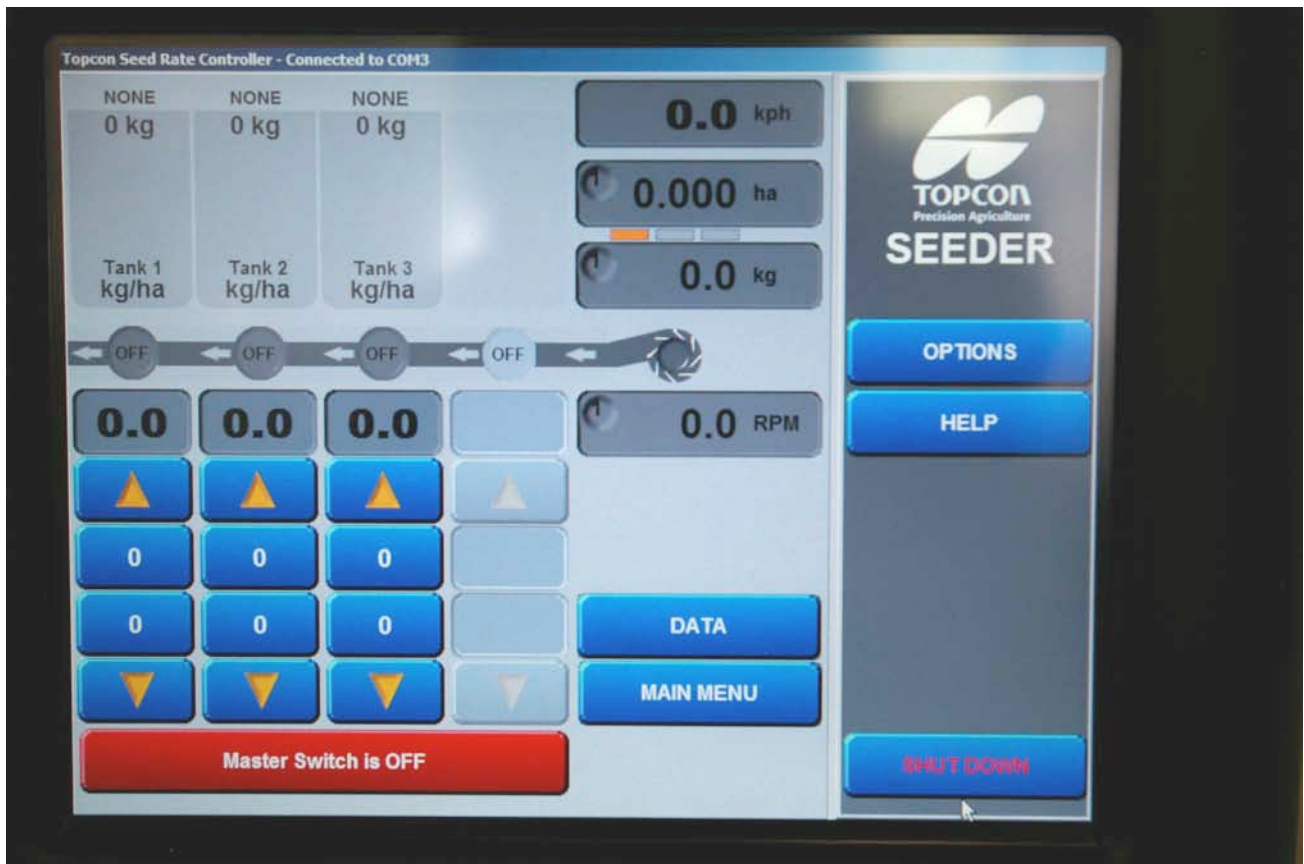 Topcon Seed Rate Controller - Connected to COM3
NONE NONE NONE
0 kg 0 kg 0 kg
Tank 1 Tank 2 Tank 3
kg/ha kg/ha kg/ha
0.0 kph
0.000 ha
0.0 kg
OFF OFF OFF OFF
0.0 0.0 0.0
0.0 RPM
0 0 0
0 0 0
DATA
MAIN MENU
Master Switch is OFF
TOPCON
Precision Agriculture
SEEDER
OPTIONS
HELP
SHUT DOWN